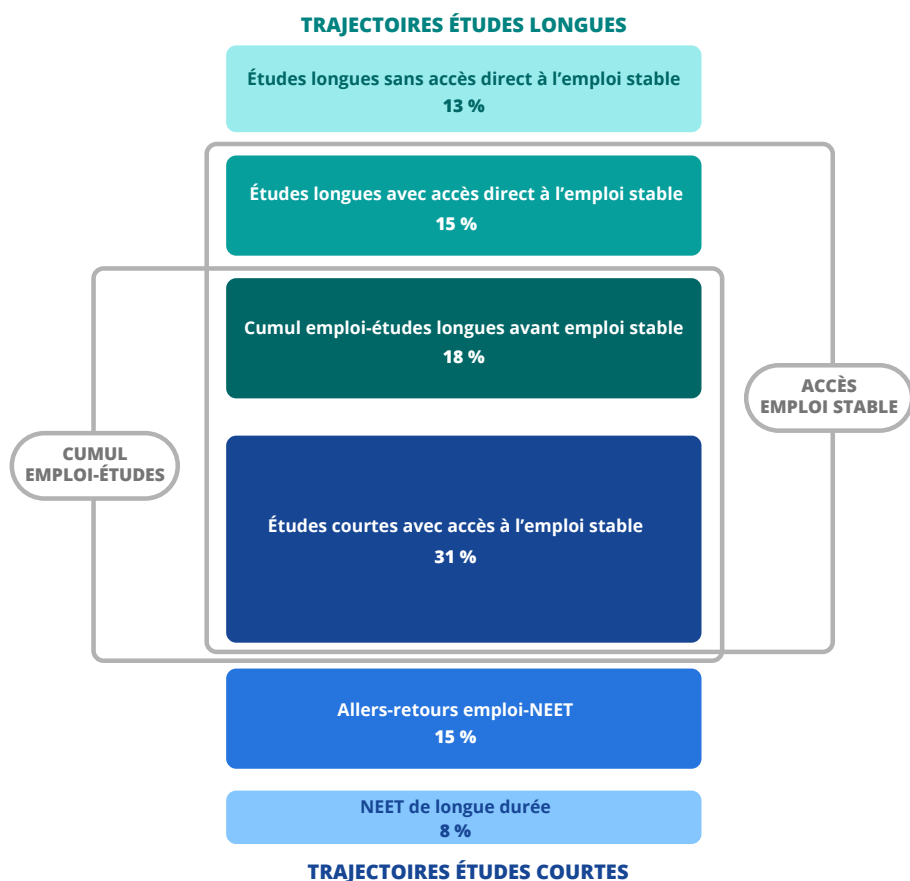 TRAJECTOIRES ÉTUDES LONGUES
Études longues sans accès direct à l’emploi stable
13 %
Études longues avec accès direct à l’emploi stable
15 %
Cumul emploi-études longues avant emploi stable
18 %
ACCÈS
EMPLOI STABLE
CUMUL
EMPLOI-ÉTUDES
Études courtes avec accès à l’emploi stable
31 %
Allers-retours emploi-NEET
15 %
NEET de longue durée
8 %
TRAJECTOIRES ÉTUDES COURTES